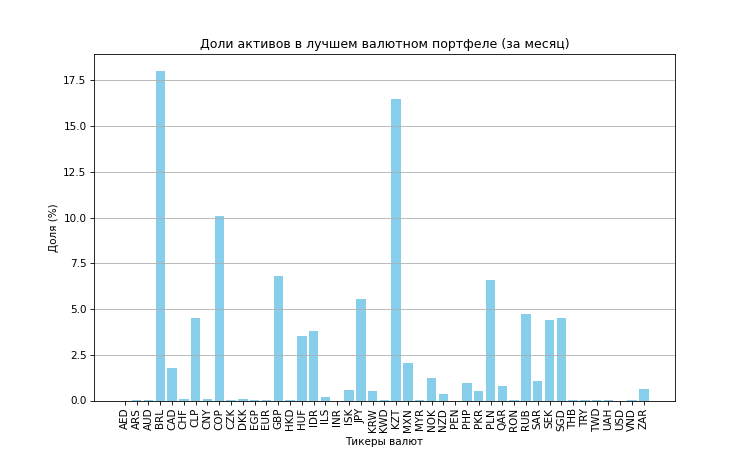 Доли активов в лучшем валютном портфеле (за месяц)
Доля (%)
17.5
15.0
12.5
10.0
7.5
5.0
2.5
0.0
AED ARS AUD BRL CAD CHF CLP CNY COP CZK DKK EGP EUR GBP HKD HUF IDR ILS INR ISK JPY KRW KWD KZT MXN MYR NOK NZD PEN PHP PKR PLN QAR RON RUB SAR SEK SGD THB TRY TWD UAH USD VND ZAR
Тикеры валют